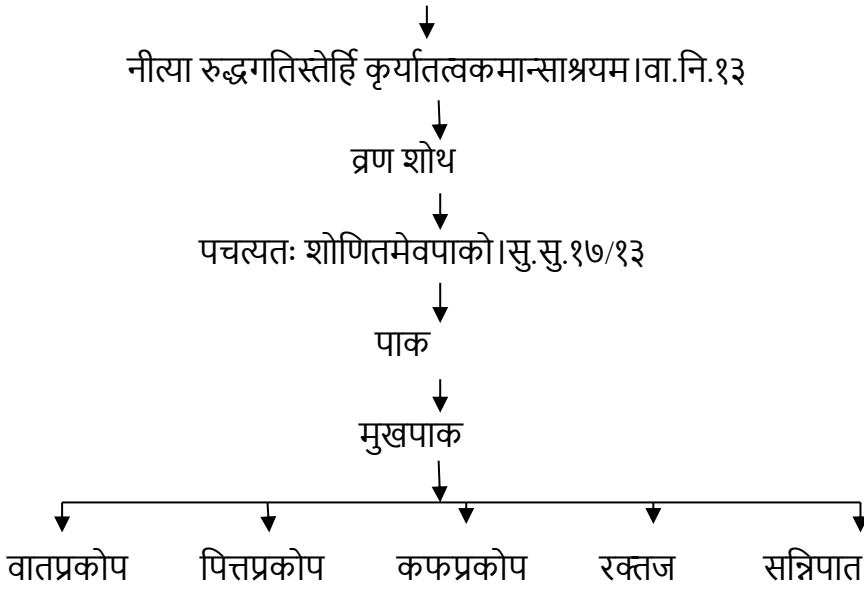 नीत्या रुद्धगतिस्तेर्हि कृर्यातत्वकमान्साश्रयम।वा.नि.१३
व्रण शोथ
पचत्यतः शोणितमेवपाको।सु.सु.१७/१३
पाक
मुखपाक
वातप्रकोप पित्तप्रकोप कफप्रकोप रक्तज सन्निपात